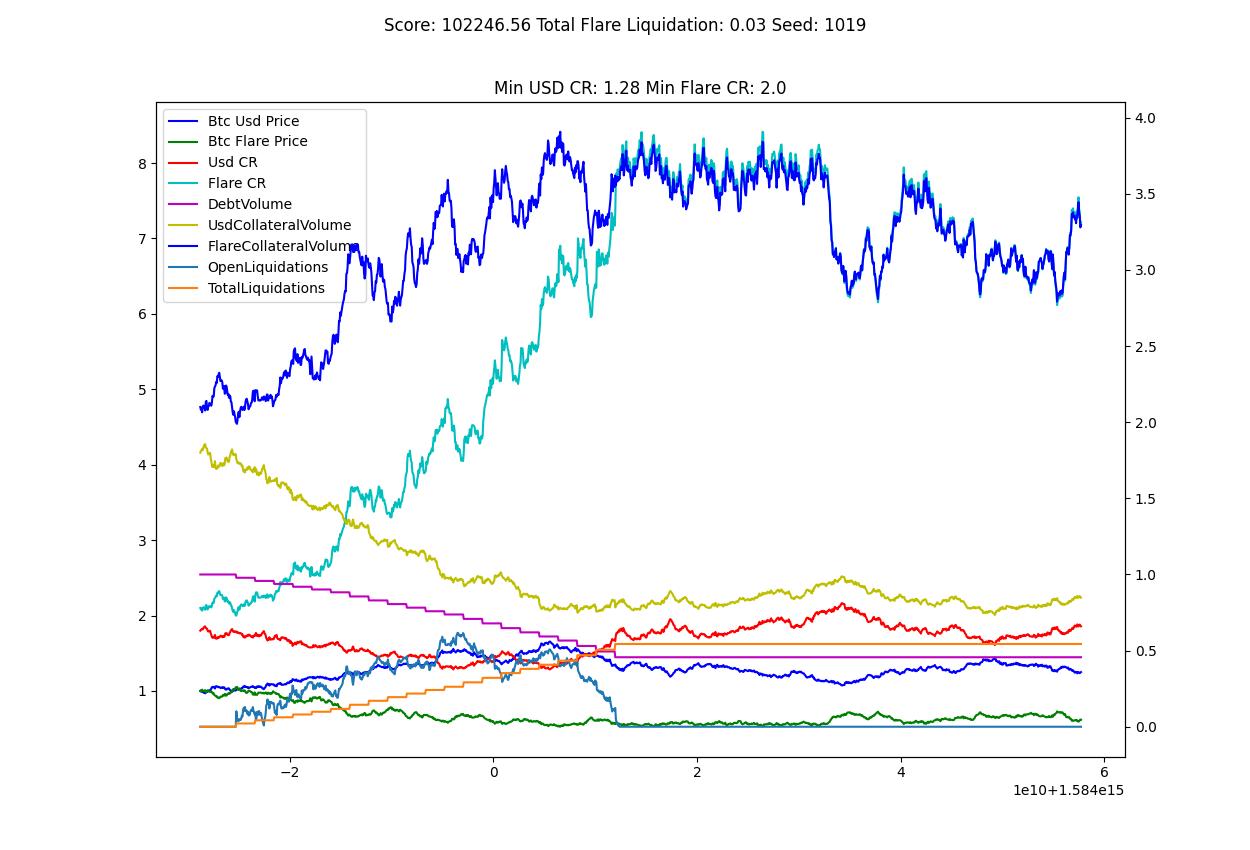 Score: 102246.56 Total Flare Liquidation: 0.03 Seed: 1019
Min USD CR: 1.28 Min Flare CR: 2.0
Btc Usd Price
Btc Flare Price
Usd CR
Flare CR
DebtVolume
UsdCollateralVolume
FlareCollateralVolume
OpenLiquidations
TotalLiquidations
8
7
6
5
4
3
2
1
4.0
3.5
3.0
2.5
2.0
1.5
1.0
0.5
0.0
−2
0
2
4
6
1e10+1.584e15